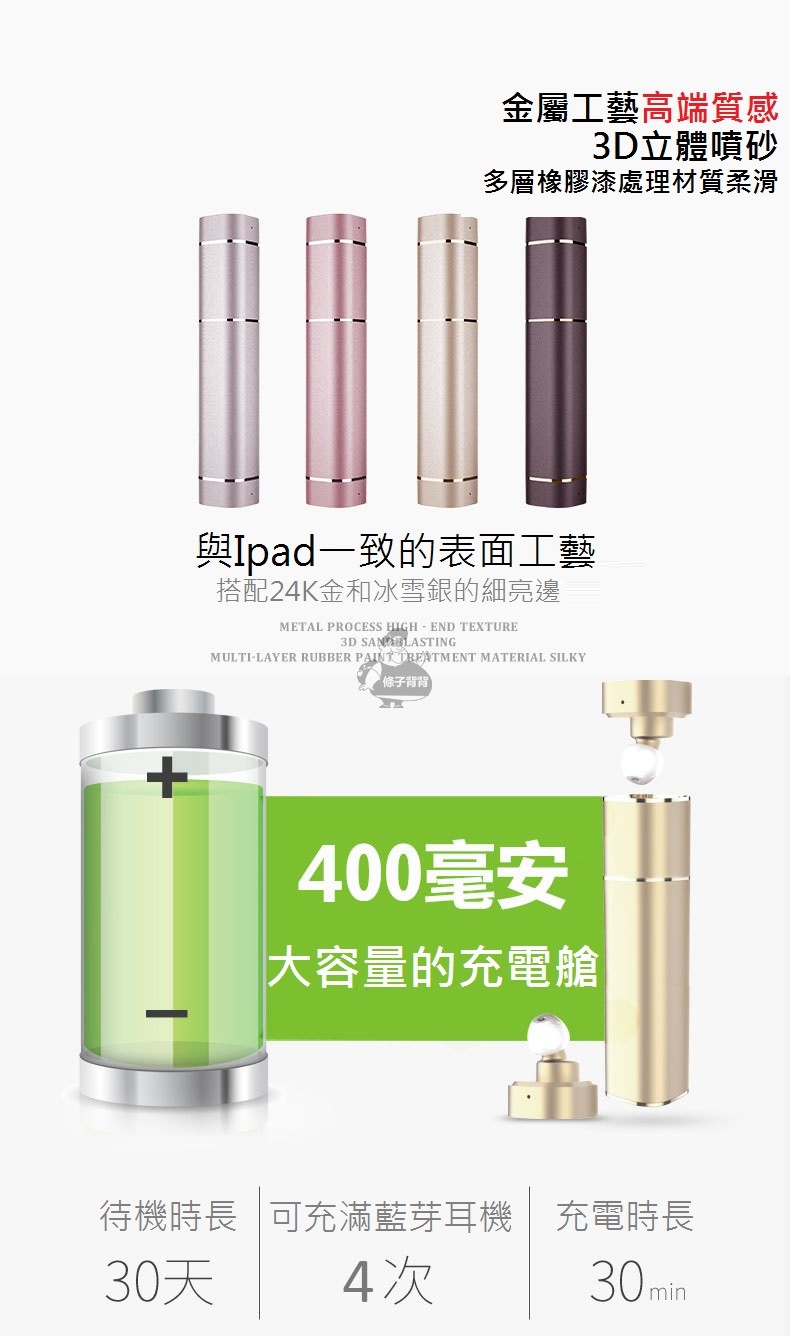 金屬工藝高端質感
3D立體噴砂
多層橡膠漆處理材質柔滑
與Ipad一致的表面工藝
搭配24K金和冰雪銀的細亮邊
METAL PROCESS HIGH - END TEXTURE
3D SANDBLASTING
MULTI-LAYER RUBBER PAINT TREATMENT MATERIAL SILKY
條子背背
+
400毫安
大容量的充電艙
−
待機時長
30天
可充滿藍芽耳機
4次
充電時長
30min